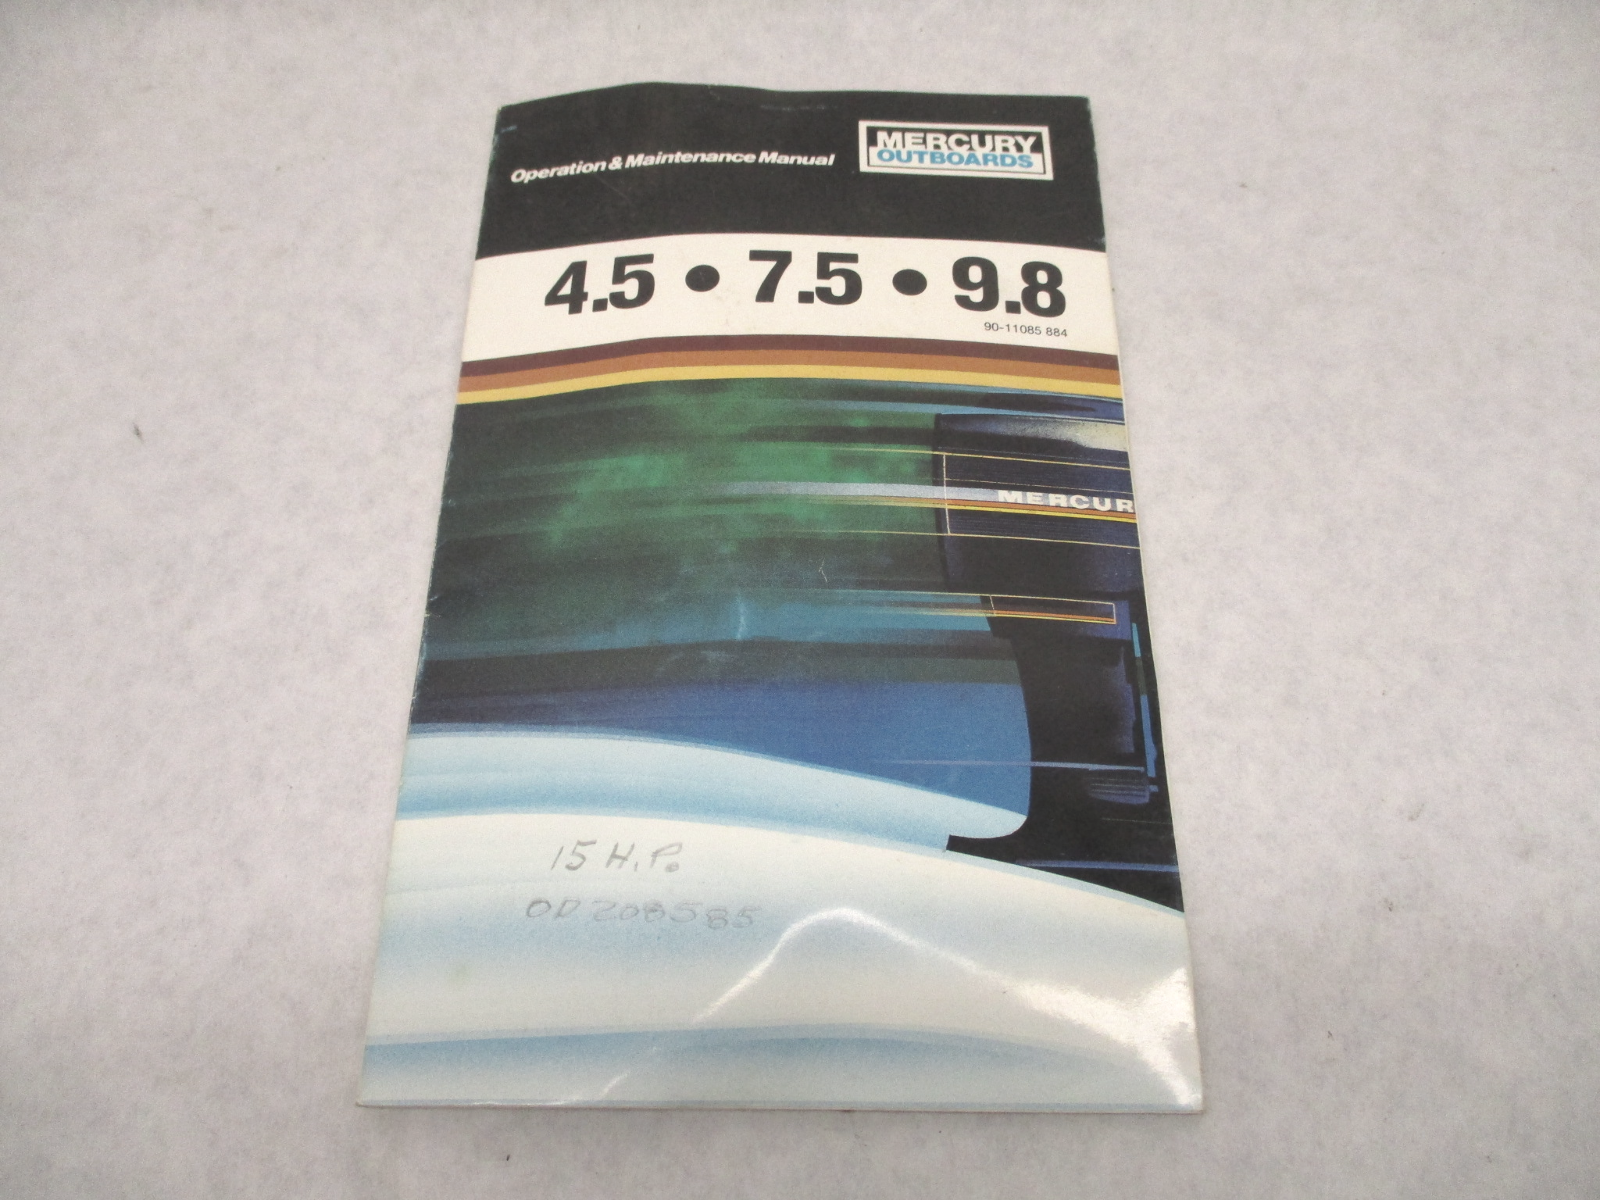 Operation & Maintenance Manual
MERCURY
OUTBOARDS
4.5 • 7.5 • 9.8
90-11085 884
MERCUR
15 H.P.
OD208585